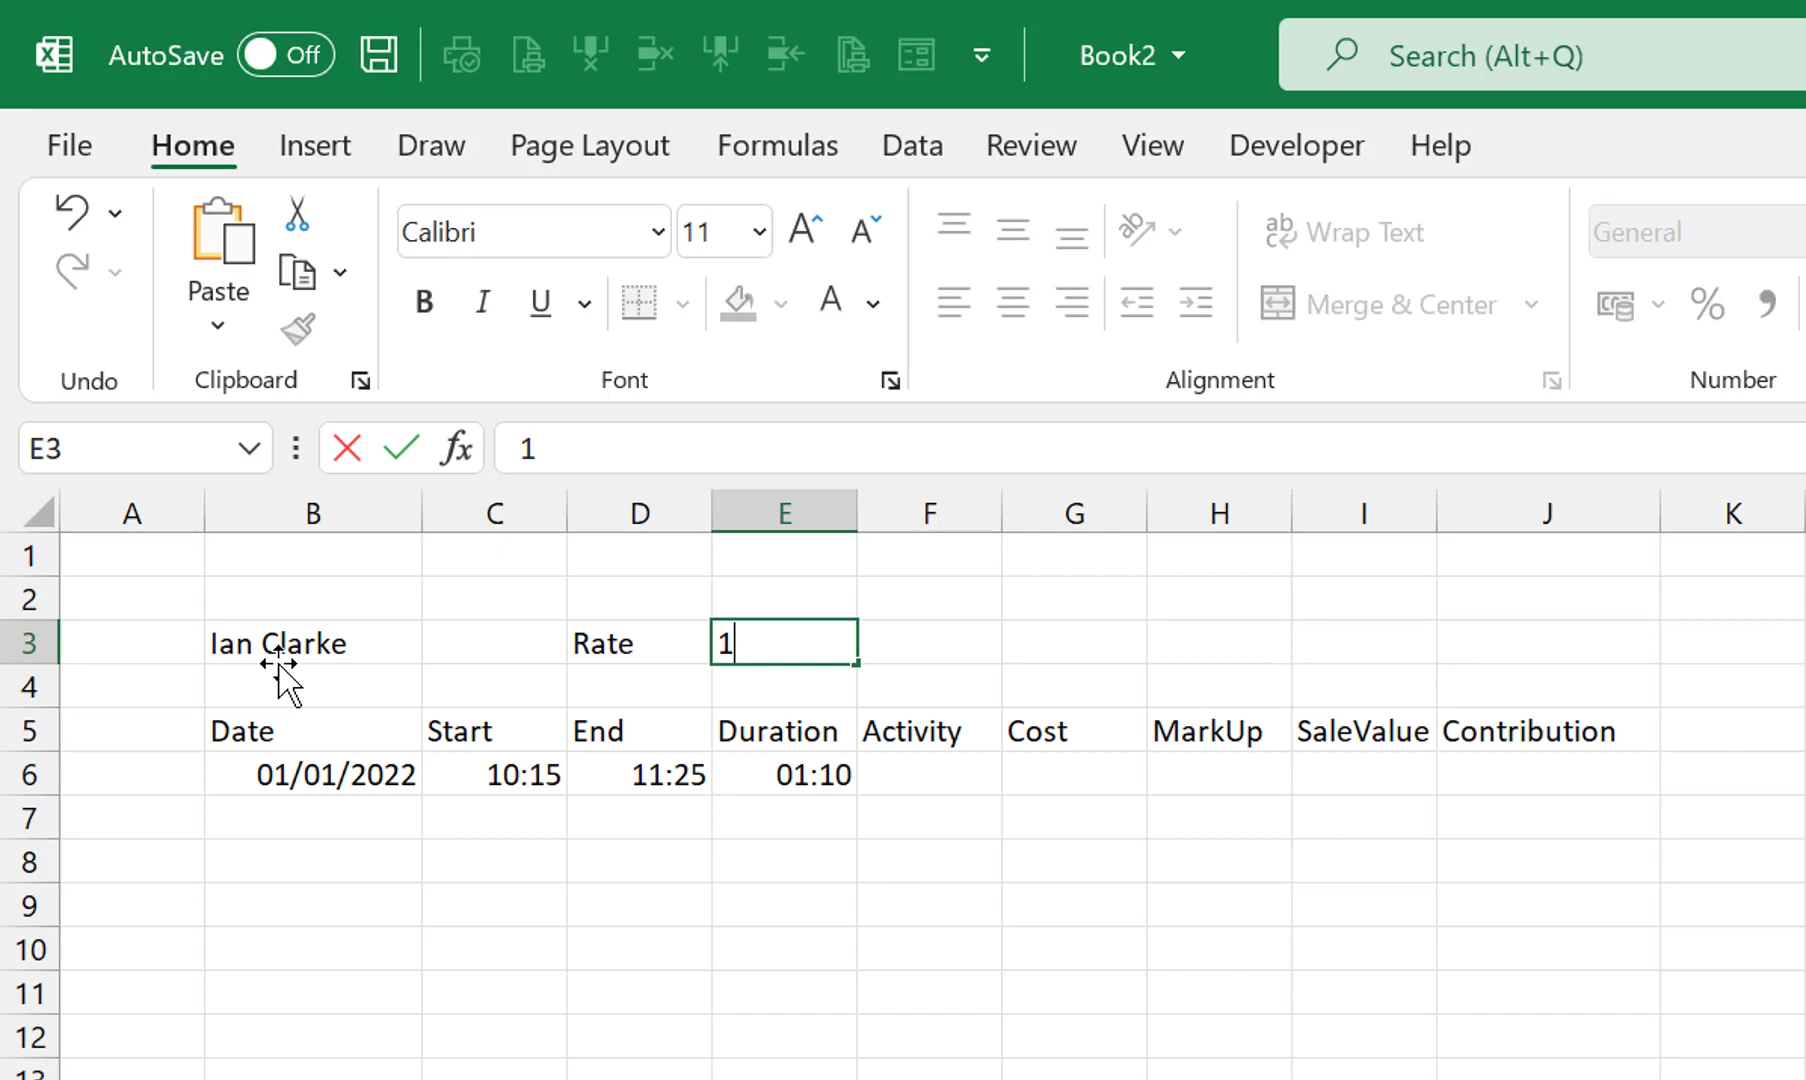 AutoSave Off Book2 Search (Alt+Q)
File Home Insert Draw Page Layout Formulas Data Review View Developer Help
Calibri 11 ab Wrap Text General
Paste B I U A Merge & Center %
Undo Clipboard Font Alignment Number
E3 fx 1
A B C D E F G H I J K
1
2
3 Ian Clarke Rate 1
4
5 Date Start End Duration Activity Cost MarkUp SaleValue Contribution
6 01/01/2022 10:15 11:25 01:10
7
8
9
10
11
12
13